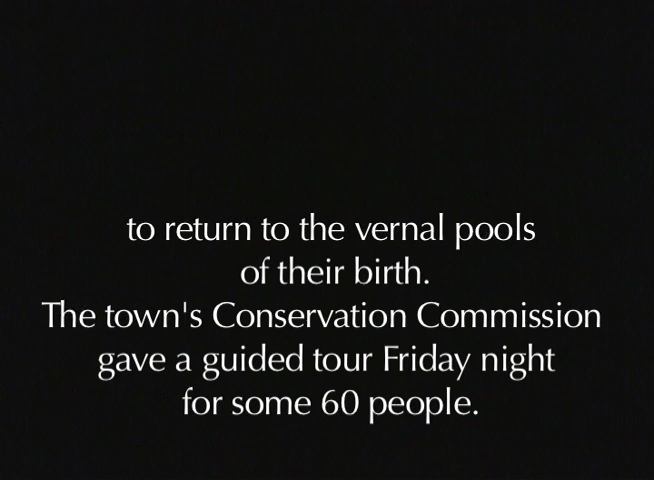 to return to the vernal pools
of their birth.
The town's Conservation Commission
gave a guided tour Friday night
for some 60 people.